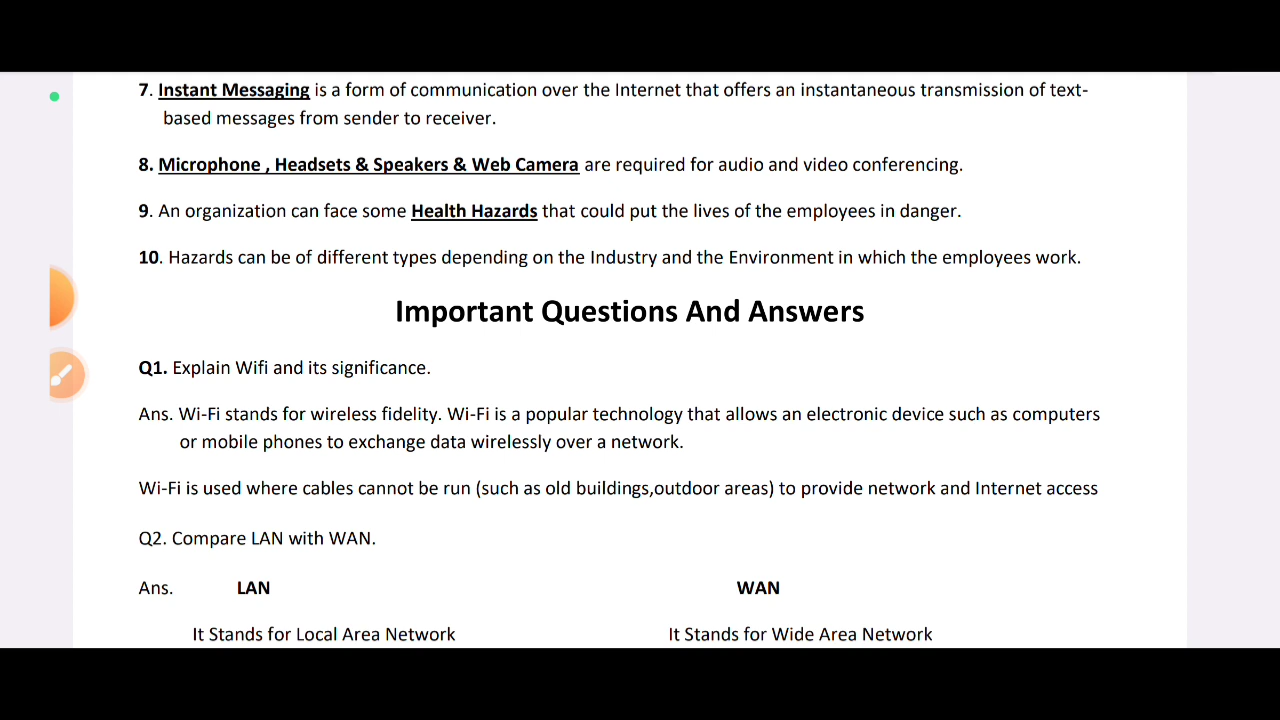 7. Instant Messaging is a form of communication over the Internet that offers an instantaneous transmission of text-
based messages from sender to receiver.
8. Microphone , Headsets & Speakers & Web Camera are required for audio and video conferencing.
9. An organization can face some Health Hazards that could put the lives of the employees in danger.
10. Hazards can be of different types depending on the Industry and the Environment in which the employees work.
Important Questions And Answers
Q1. Explain Wifi and its significance.
Ans. Wi-Fi stands for wireless fidelity. Wi-Fi is a popular technology that allows an electronic device such as computers
or mobile phones to exchange data wirelessly over a network.
Wi-Fi is used where cables cannot be run (such as old buildings,outdoor areas) to provide network and Internet access
Q2. Compare LAN with WAN.
Ans. LAN WAN
It Stands for Local Area Network It Stands for Wide Area Network